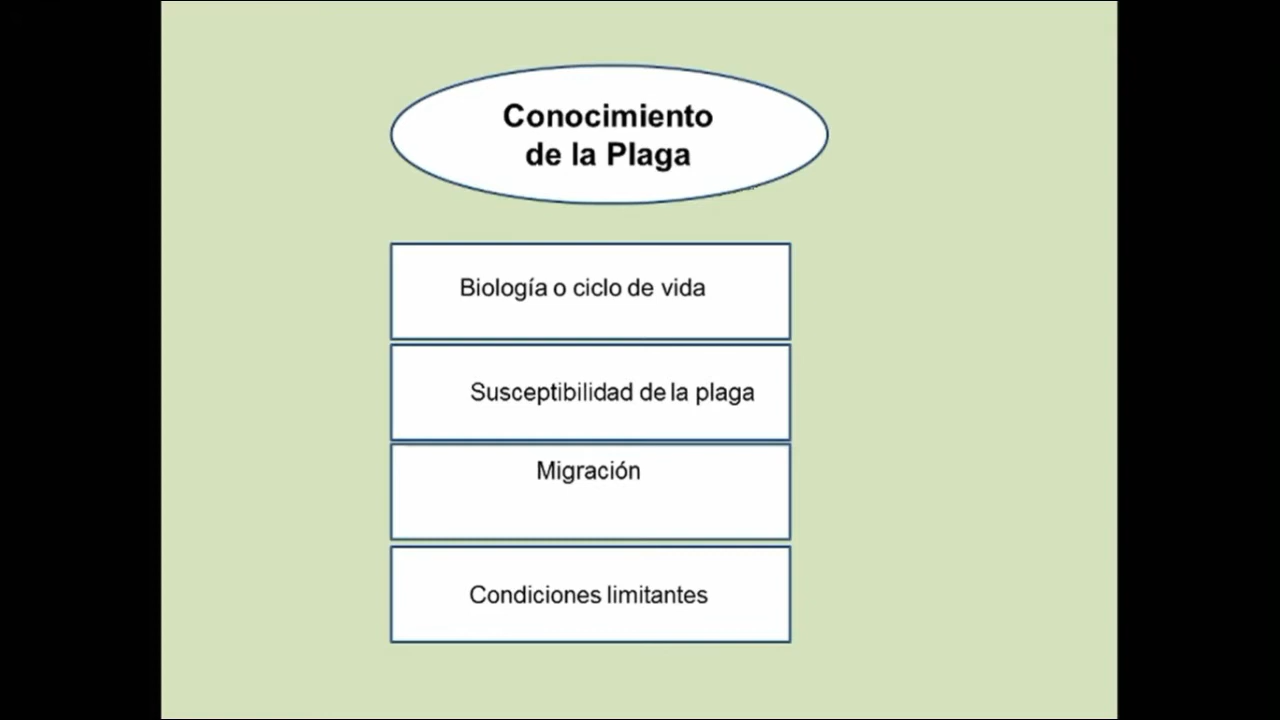 Conocimiento
de la Plaga
Biología o ciclo de vida
Susceptibilidad de la plaga
Migración
Condiciones limitantes